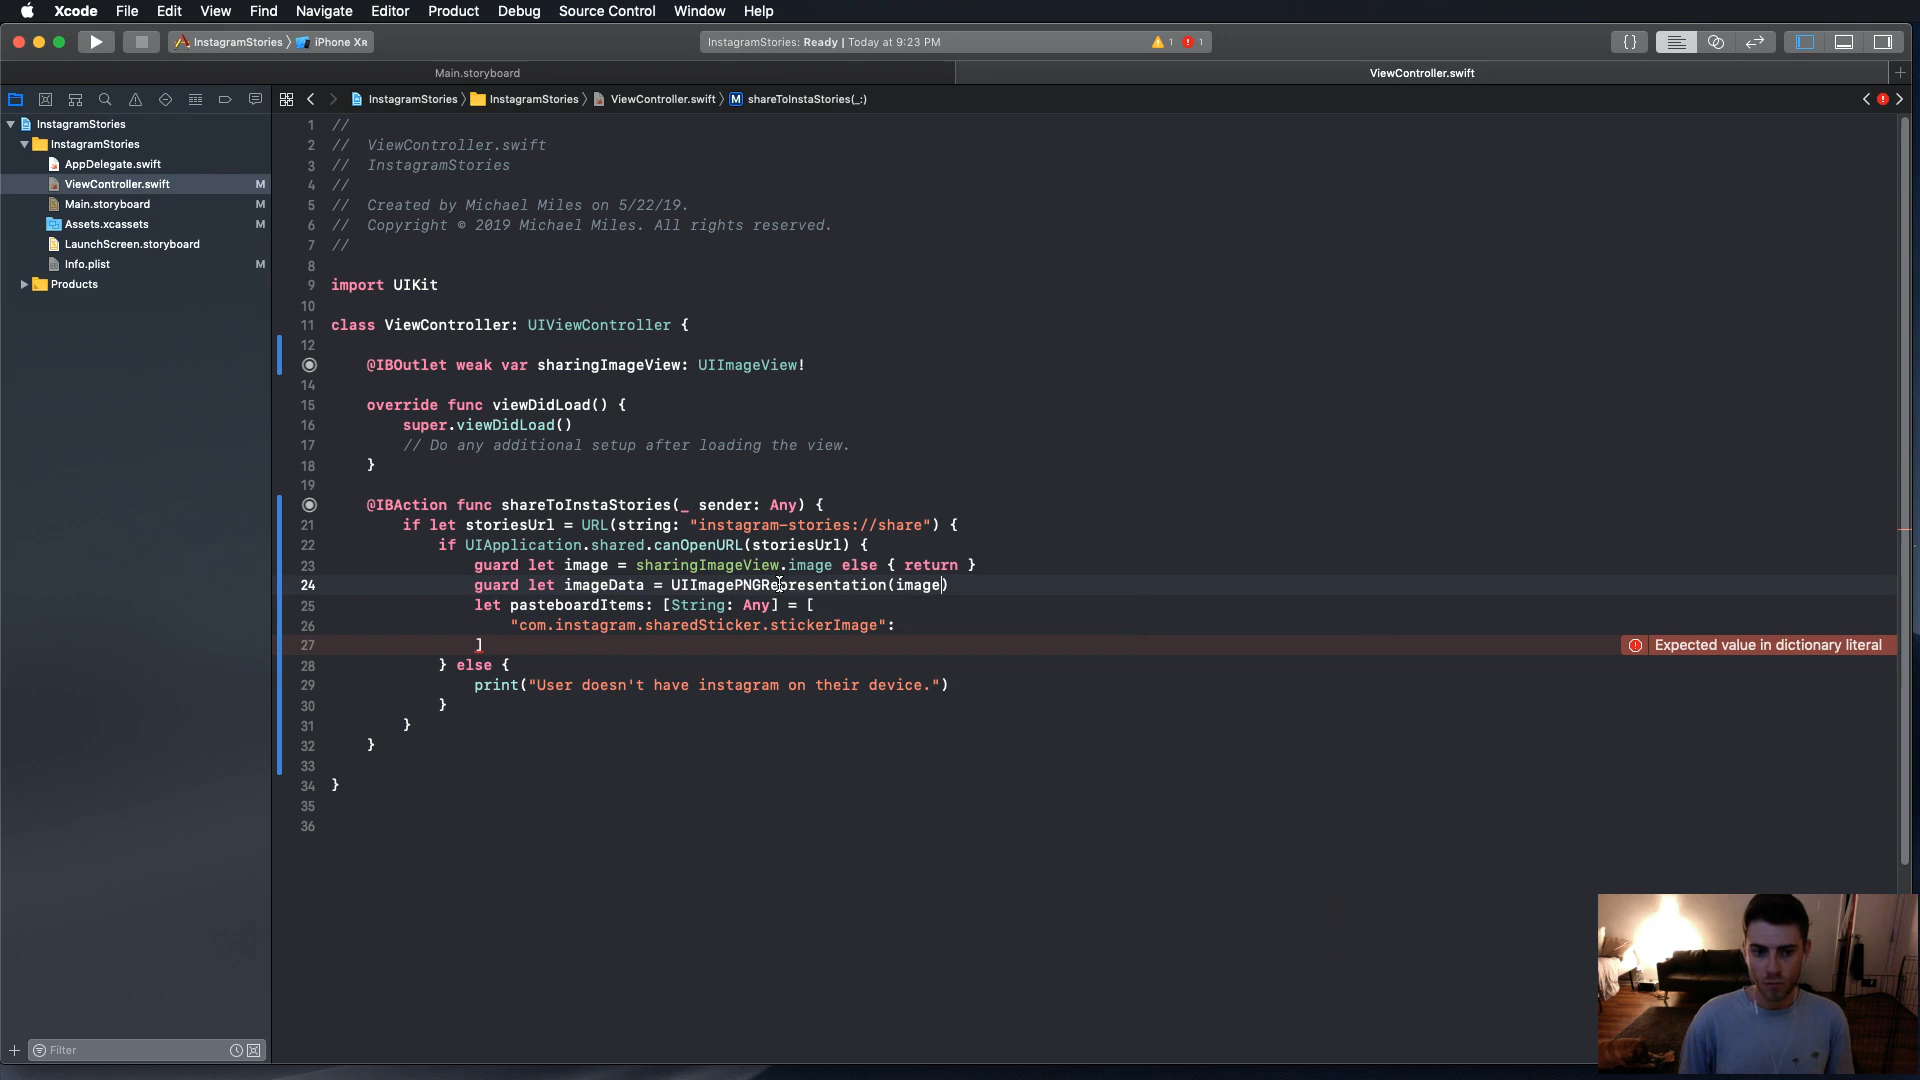 Xcode File Edit View Find Navigate Editor Product Debug Source Control Window Help
InstagramStories iPhone XR InstagramStories: Ready | Today at 9:23 PM 1 1 {}
Main.storyboard ViewController.swift
InstagramStories InstagramStories ViewController.swift M shareToInstaStories(_:)
InstagramStories
InstagramStories
AppDelegate.swift
ViewController.swift M
Main.storyboard M
Assets.xcassets M
LaunchScreen.storyboard
Info.plist M
Products
1 //
2 // ViewController.swift
3 // InstagramStories
4 //
5 // Created by Michael Miles on 5/22/19.
6 // Copyright © 2019 Michael Miles. All rights reserved.
7 //
8
9 import UIKit
10
11 class ViewController: UIViewController {
12
@IBOutlet weak var sharingImageView: UIImageView!
14
15 override func viewDidLoad() {
16 super.viewDidLoad()
17 // Do any additional setup after loading the view.
18 }
19
@IBAction func shareToInstaStories(_ sender: Any) {
21 if let storiesUrl = URL(string: "instagram-stories://share") {
22 if UIApplication.shared.canOpenURL(storiesUrl) {
23 guard let image = sharingImageView.image else { return }
24 guard let imageData = UIImagePNGRepresentation(image)
25 let pasteboardItems: [String: Any] = [
26 "com.instagram.sharedSticker.stickerImage":
27 ] Expected value in dictionary literal
28 } else {
29 print("User doesn't have instagram on their device.")
30 }
31 }
32 }
33
34 }
35
36
Filter